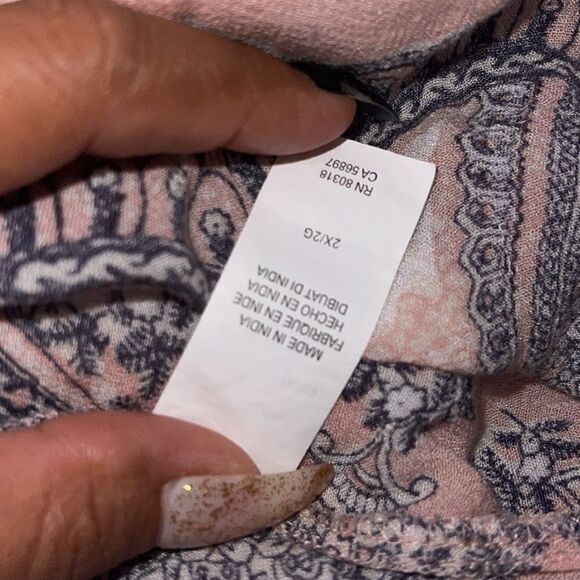 MADE IN INDIA
FABRIQUE EN INDE
HECHO EN INDIA
DIBUAT DI INDIA
2X/2G
RN 80318
CA 56897